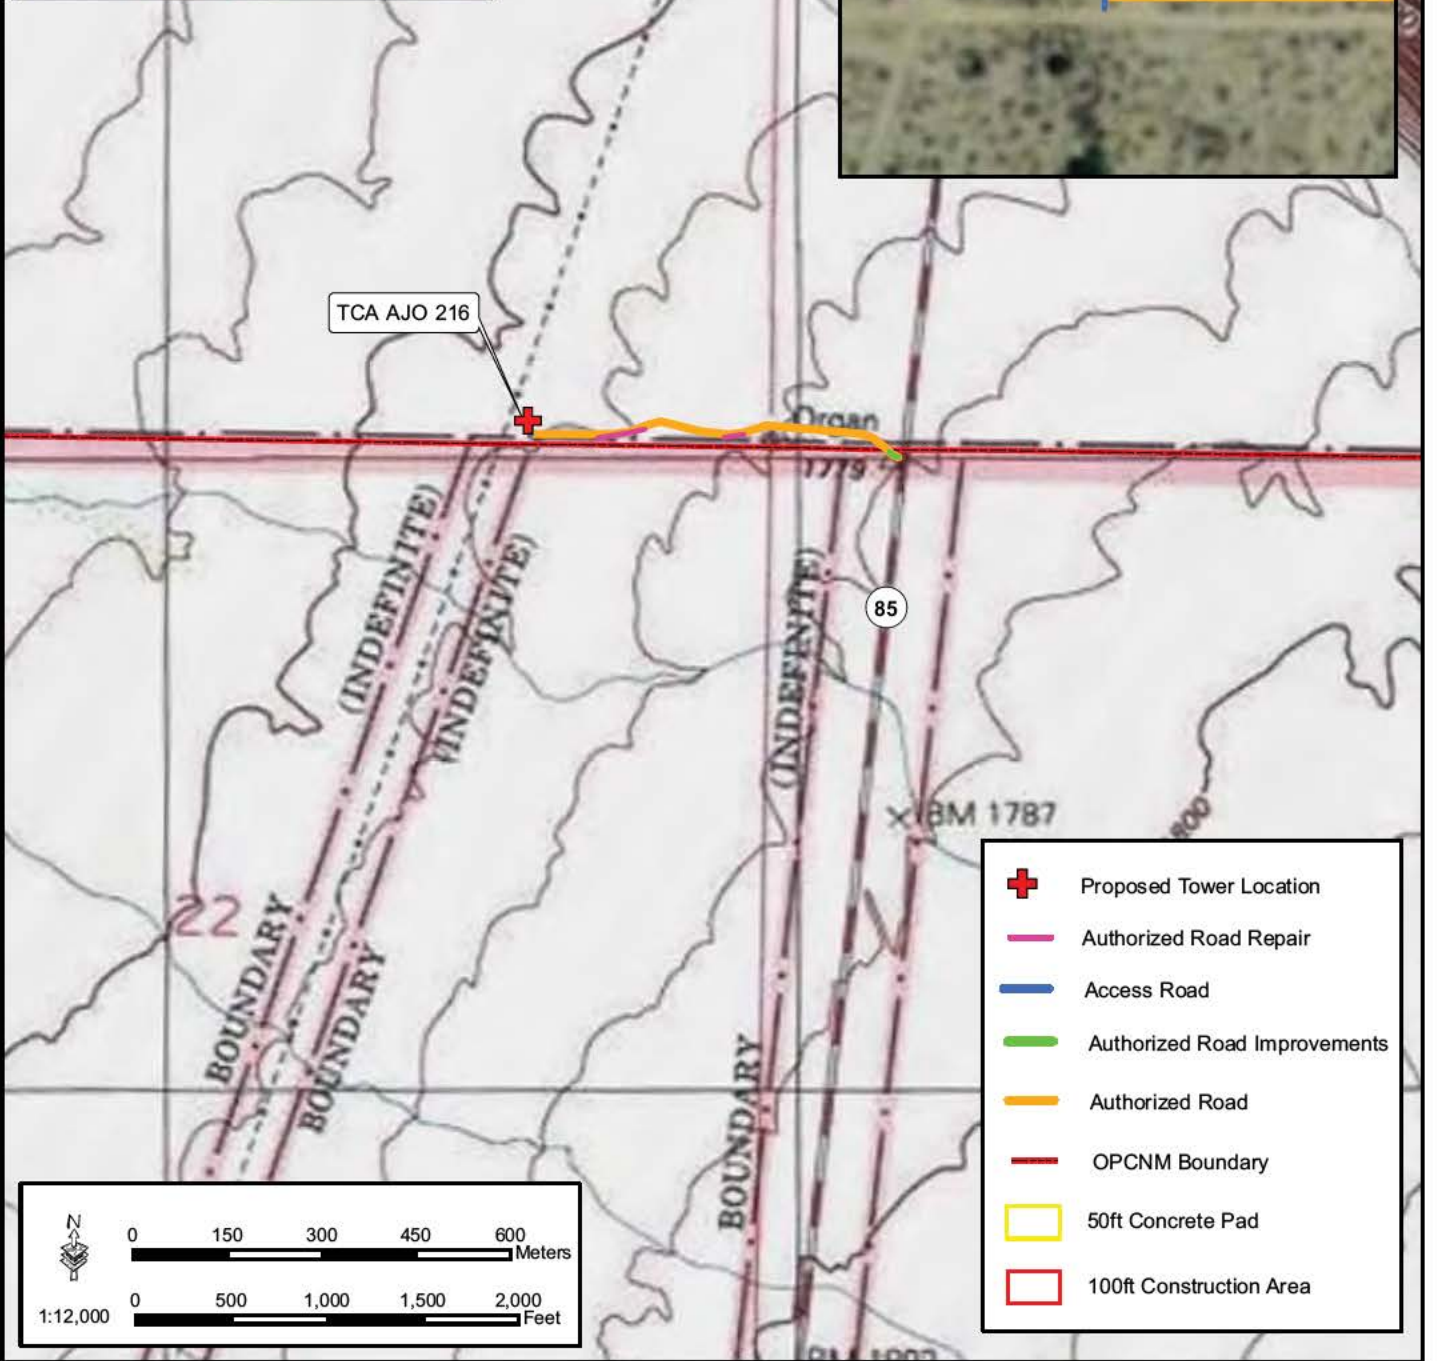 TCA AJO 216
Organ
1779
(INDEFINITE)
(INDEFINITE)
(INDEFINITE)
85
BM 1787
1800
22
BOUNDARY
BOUNDARY
BOUNDARY
Proposed Tower Location
Authorized Road Repair
Access Road
Authorized Road Improvements
Authorized Road
OPCNM Boundary
50ft Concrete Pad
100ft Construction Area
N
0 150 300 450 600
Meters
1:12,000
0 500 1,000 1,500 2,000
Feet